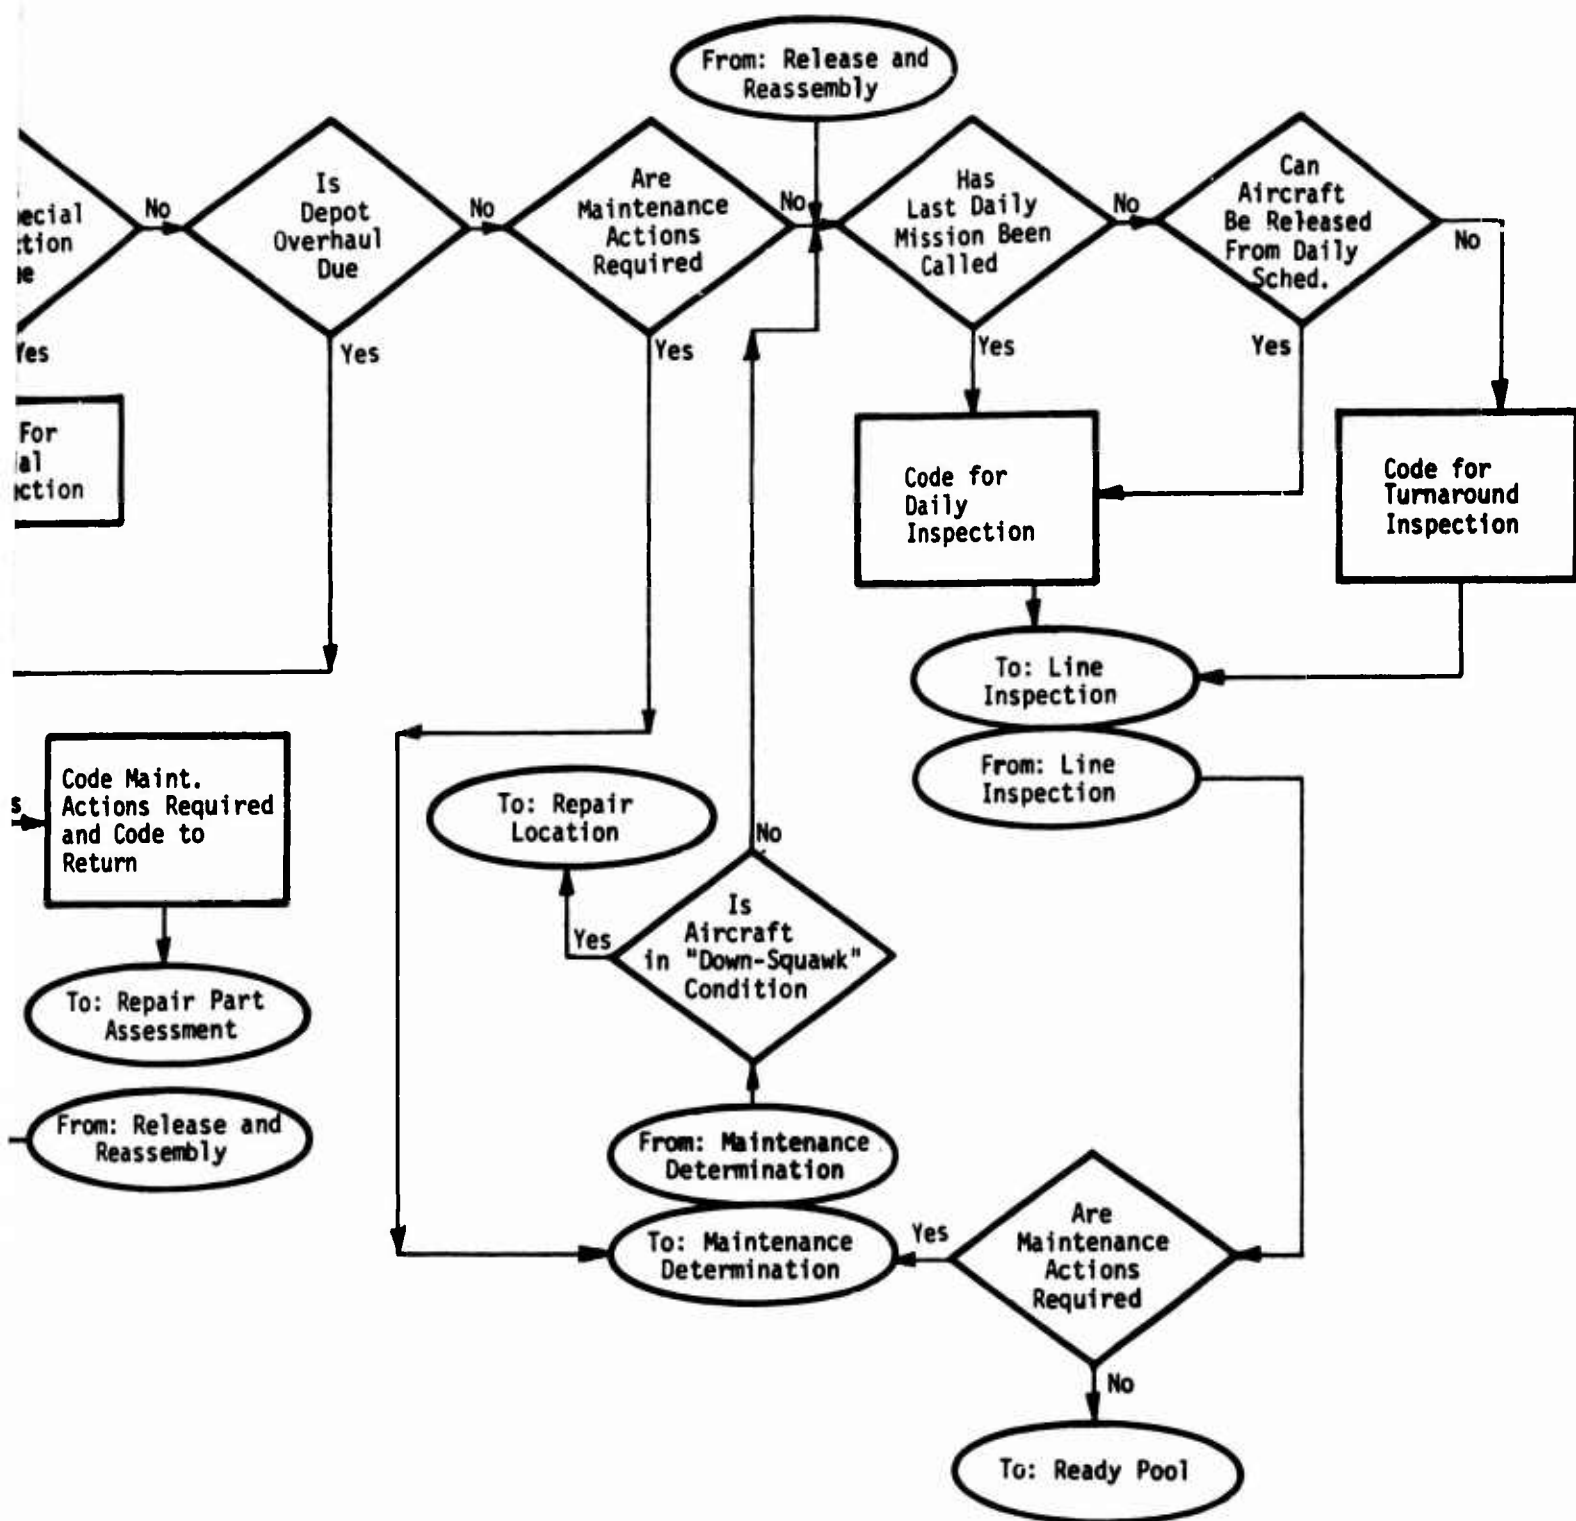 From: Release and
Reassembly
No
Is
Depot
Overhaul
Due
No
Are
Maintenance
Actions
Required
No
Has
Last Daily
Mission Been
Called
No
Can
Aircraft
Be Released
From Daily
Sched.
No
Yes
Yes
Yes
Yes
For
Code for
Daily
Inspection
Code for
Turnaround
Inspection
To: Line
Inspection
From: Line
Inspection
Code Maint.
Actions Required
and Code to
Return
To: Repair
Location
No
Is
Aircraft
in "Down-Squawk"
Condition
Yes
To: Repair Part
Assessment
From: Release and
Reassembly
From: Maintenance
Determination
To: Maintenance
Determination
Yes
Are
Maintenance
Actions
Required
No
To: Ready Pool